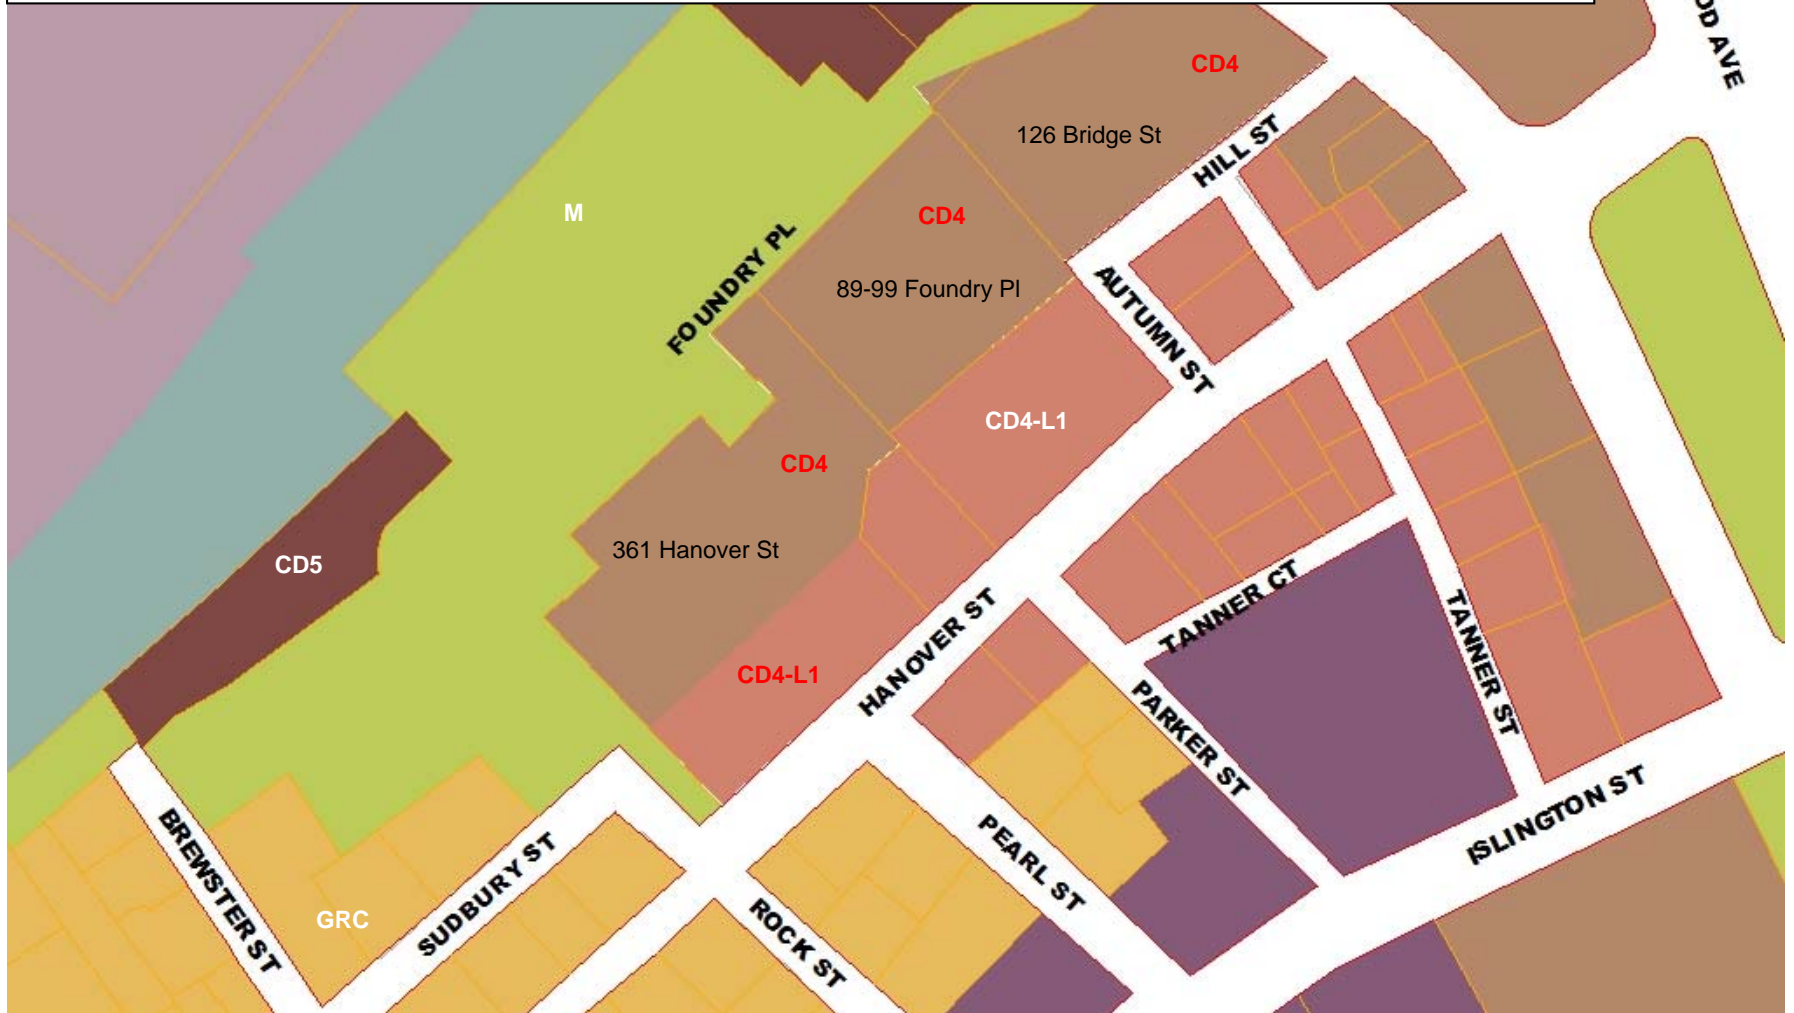 OD AVE
CD4
126 Bridge St
HILL ST
M
CD4
FOUNDRY PL
89-99 Foundry Pl
AUTUMN ST
CD4-L1
CD4
361 Hanover St
CD5
TANNER CT
HANOVER ST
TANNER ST
CD4-L1
PARKER ST
ISLINGTON ST
BREWSTER ST
PEARL ST
SUDBURY ST
GRC
ROCK ST